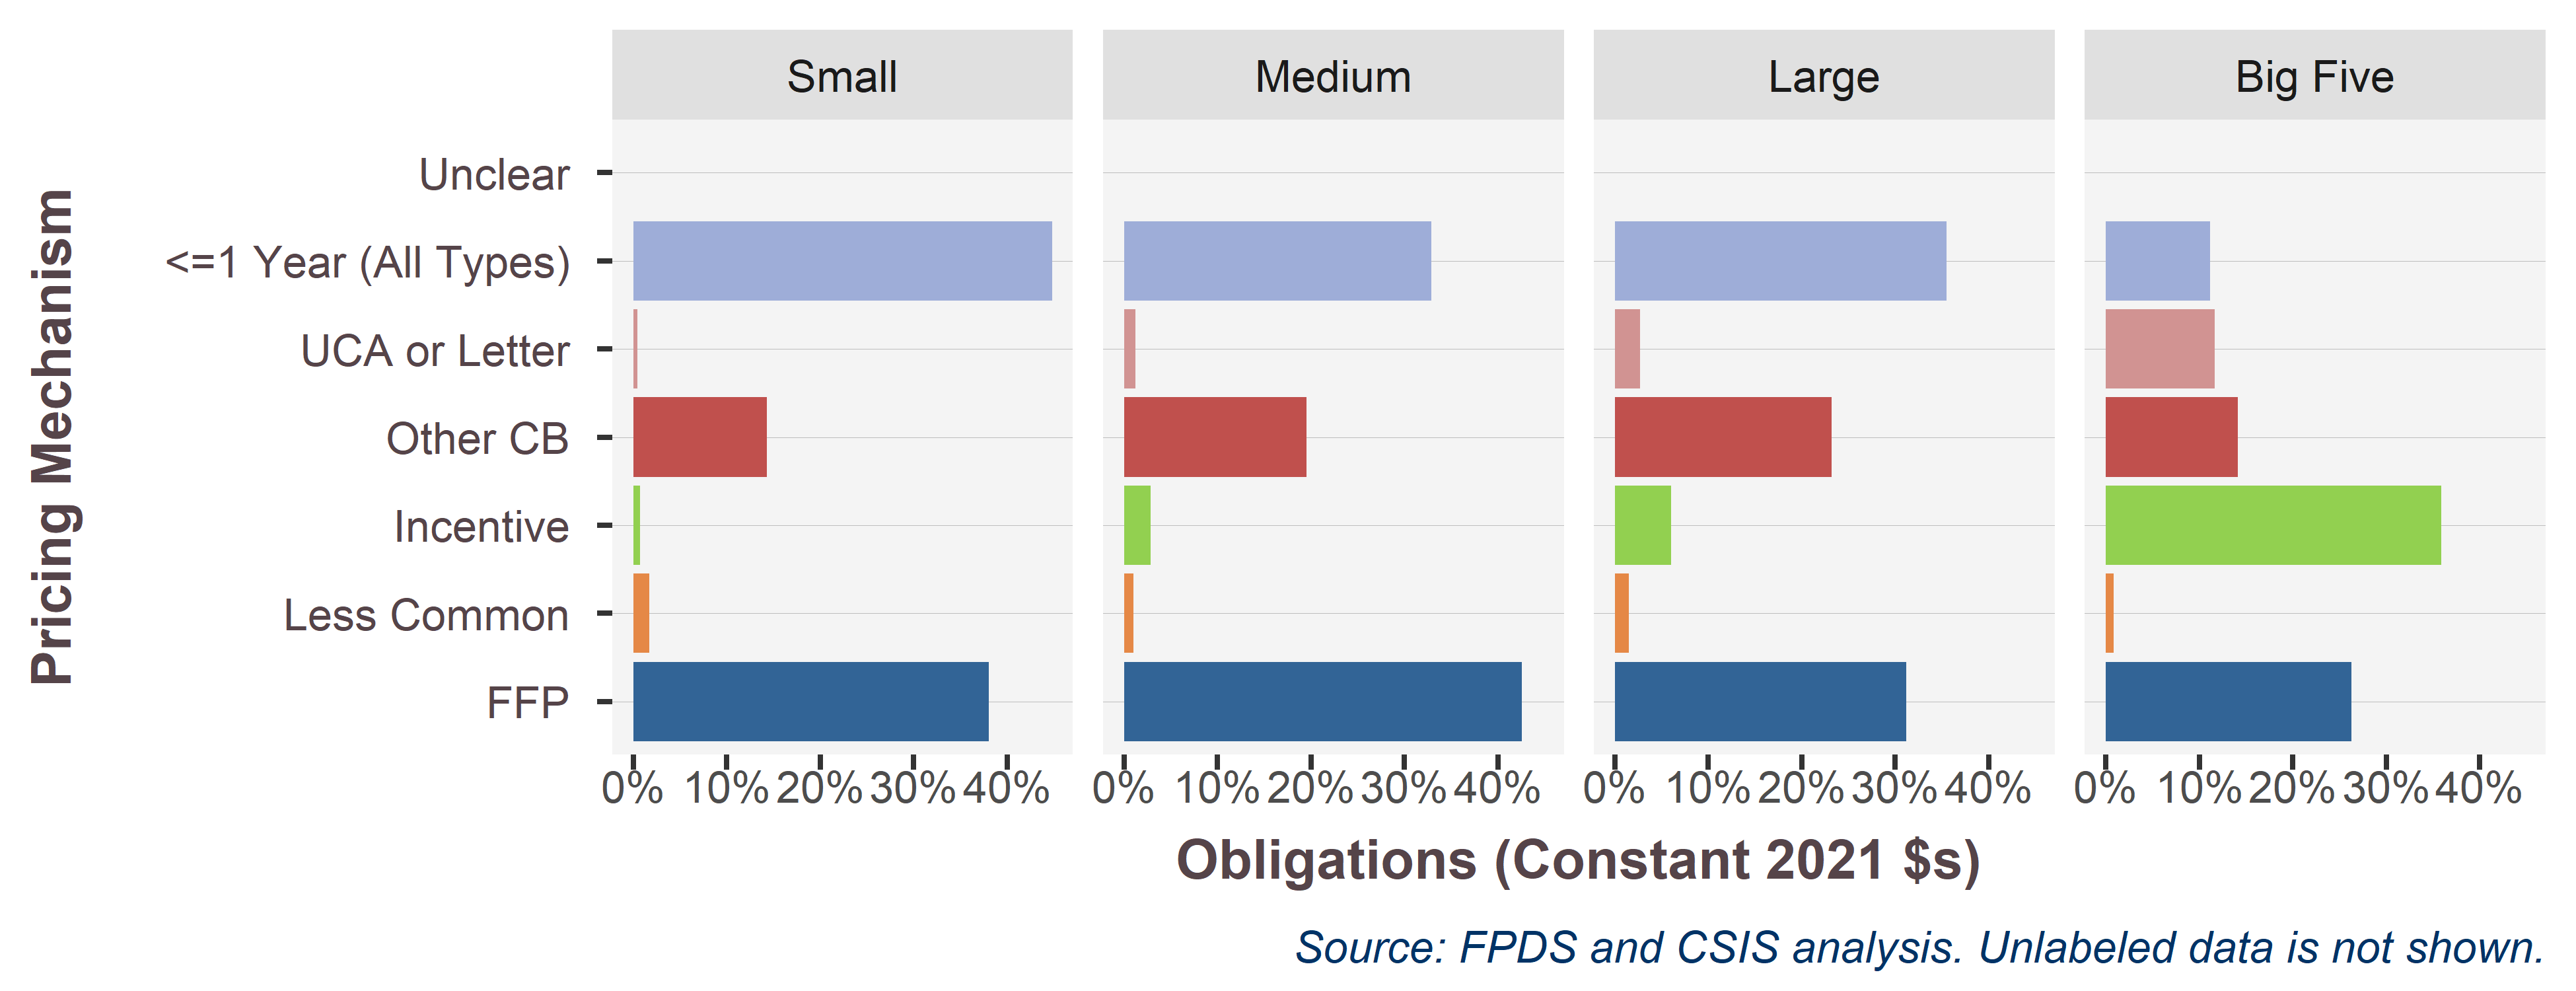 Small Medium Large Big Five
Pricing Mechanism
Unclear
<=1 Year (All Types)
UCA or Letter
Other CB
Incentive
Less Common
FFP
0% 10% 20% 30% 40% 0% 10% 20% 30% 40% 0% 10% 20% 30% 40% 0% 10% 20% 30% 40%
Obligations (Constant 2021 $s)
Source: FPDS and CSIS analysis. Unlabeled data is not shown.